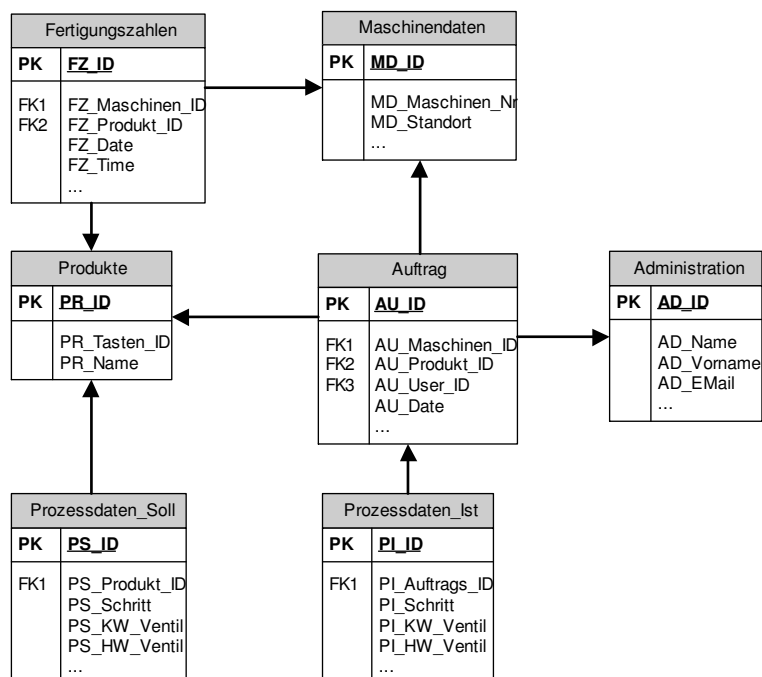 Fertigungszahlen
PK FZ_ID
FK1 FZ_Maschinen_ID
FK2 FZ_Produkt_ID
FZ_Date
FZ_Time
...
Maschinendaten
PK MD_ID
MD_Maschinen_Nr
MD_Standort
...
Produkte
PK PR_ID
PR_Tasten_ID
PR_Name
Auftrag
PK AU_ID
FK1 AU_Maschinen_ID
FK2 AU_Produkt_ID
FK3 AU_User_ID
AU_Date
...
Administration
PK AD_ID
AD_Name
AD_Vorname
AD_EMail
...
Prozessdaten_Soll
PK PS_ID
FK1 PS_Produkt_ID
PS_Schritt
PS_KW_Ventil
PS_HW_Ventil
...
Prozessdaten_Ist
PK PI_ID
FK1 PI_Auftrags_ID
PI_Schritt
PI_KW_Ventil
PI_HW_Ventil
...